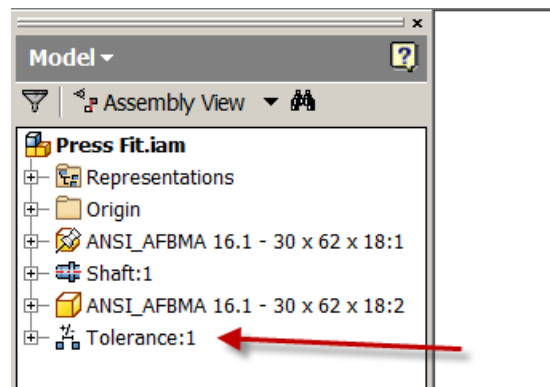 Model
Assembly View
Press Fit.iam
Representations
Origin
ANSI_AFBMA 16.1 - 30 x 62 x 18:1
Shaft:1
ANSI_AFBMA 16.1 - 30 x 62 x 18:2
Tolerance:1